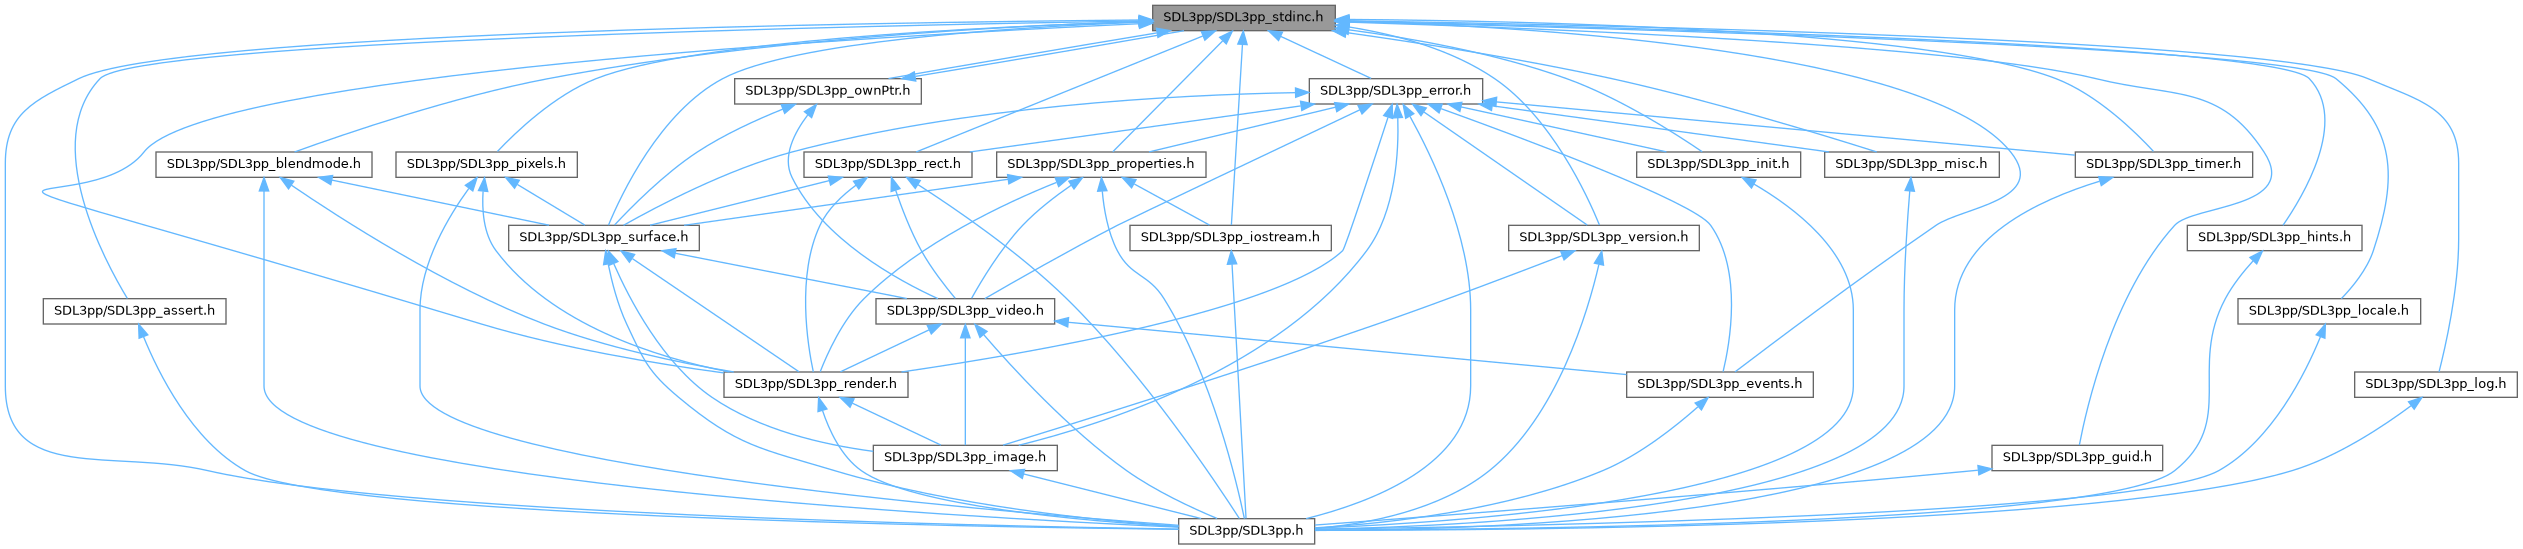 SDL3pp/SDL3pp_stdinc.h
SDL3pp/SDL3pp_ownPtr.h
SDL3pp/SDL3pp_error.h
SDL3pp/SDL3pp_blendmode.h
SDL3pp/SDL3pp_pixels.h
SDL3pp/SDL3pp_rect.h
SDL3pp/SDL3pp_properties.h
SDL3pp/SDL3pp_init.h
SDL3pp/SDL3pp_misc.h
SDL3pp/SDL3pp_timer.h
SDL3pp/SDL3pp_surface.h
SDL3pp/SDL3pp_iostream.h
SDL3pp/SDL3pp_version.h
SDL3pp/SDL3pp_hints.h
SDL3pp/SDL3pp_assert.h
SDL3pp/SDL3pp_video.h
SDL3pp/SDL3pp_locale.h
SDL3pp/SDL3pp_render.h
SDL3pp/SDL3pp_events.h
SDL3pp/SDL3pp_log.h
SDL3pp/SDL3pp_image.h
SDL3pp/SDL3pp_guid.h
SDL3pp/SDL3pp.h